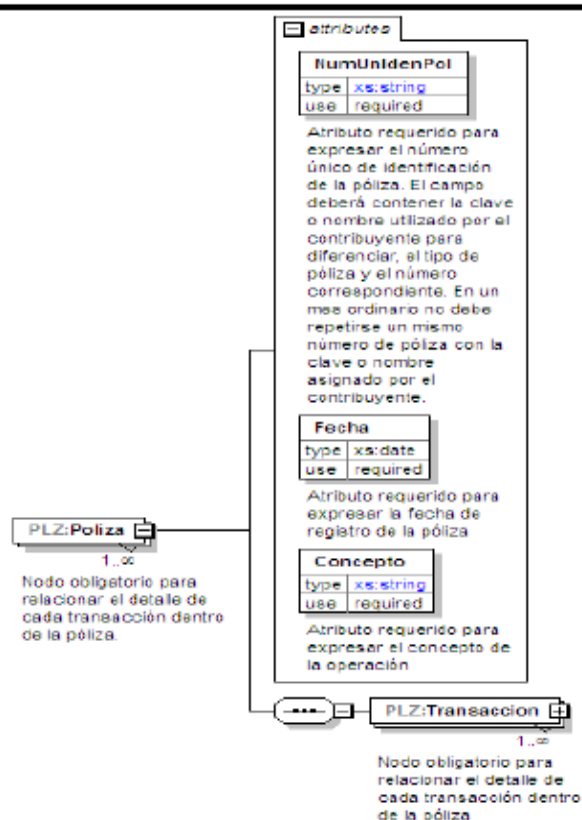 attributes
NumUnIdenPol
type xs:string
use required
Atributo requerido para
expresar el número
único de identificación
de la póliza. El campo
deberá contener la clave
o nombre utilizado por el
contribuyente para
diferenciar, el tipo de
póliza y el número
correspondiente. En un
mes ordinario no debe
repetirse un mismo
número de póliza con la
clave o nombre
asignado por el
contribuyente.
Fecha
type xs:date
use required
Atributo requerido para
expresar la fecha de
registro de la póliza
PLZ:Poliza
1..∞
Nodo obligatorio para
relacionar el detalle de
cada transacción dentro
de la póliza.
Concepto
type xs:string
use required
Atributo requerido para
expresar el concepto de
la operación
PLZ:Transaccion
1..∞
Nodo obligatorio para
relacionar el detalle de
cada transacción dentro
de la póliza